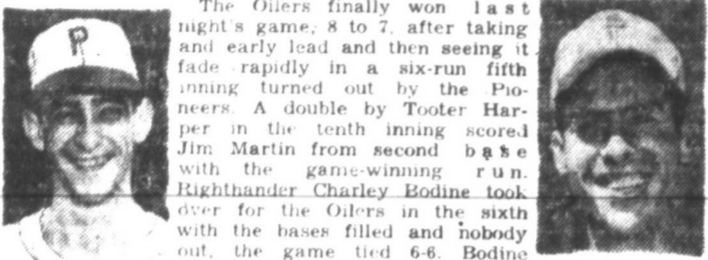 P
The Oilers finally won last
night's game, 8 to 7, after taking
and early lead and then seeing it
fade rapidly in a six-run fifth
inning turned out by the Pio-
neers. A double by Tooter Har-
per in the tenth inning scored
Jim Martin from second base
with the game-winning run.
Righthander Charley Bodine took
over for the Oilers in the sixth
with the bases filled and nobody
out, the game tied 6-6. Bodine